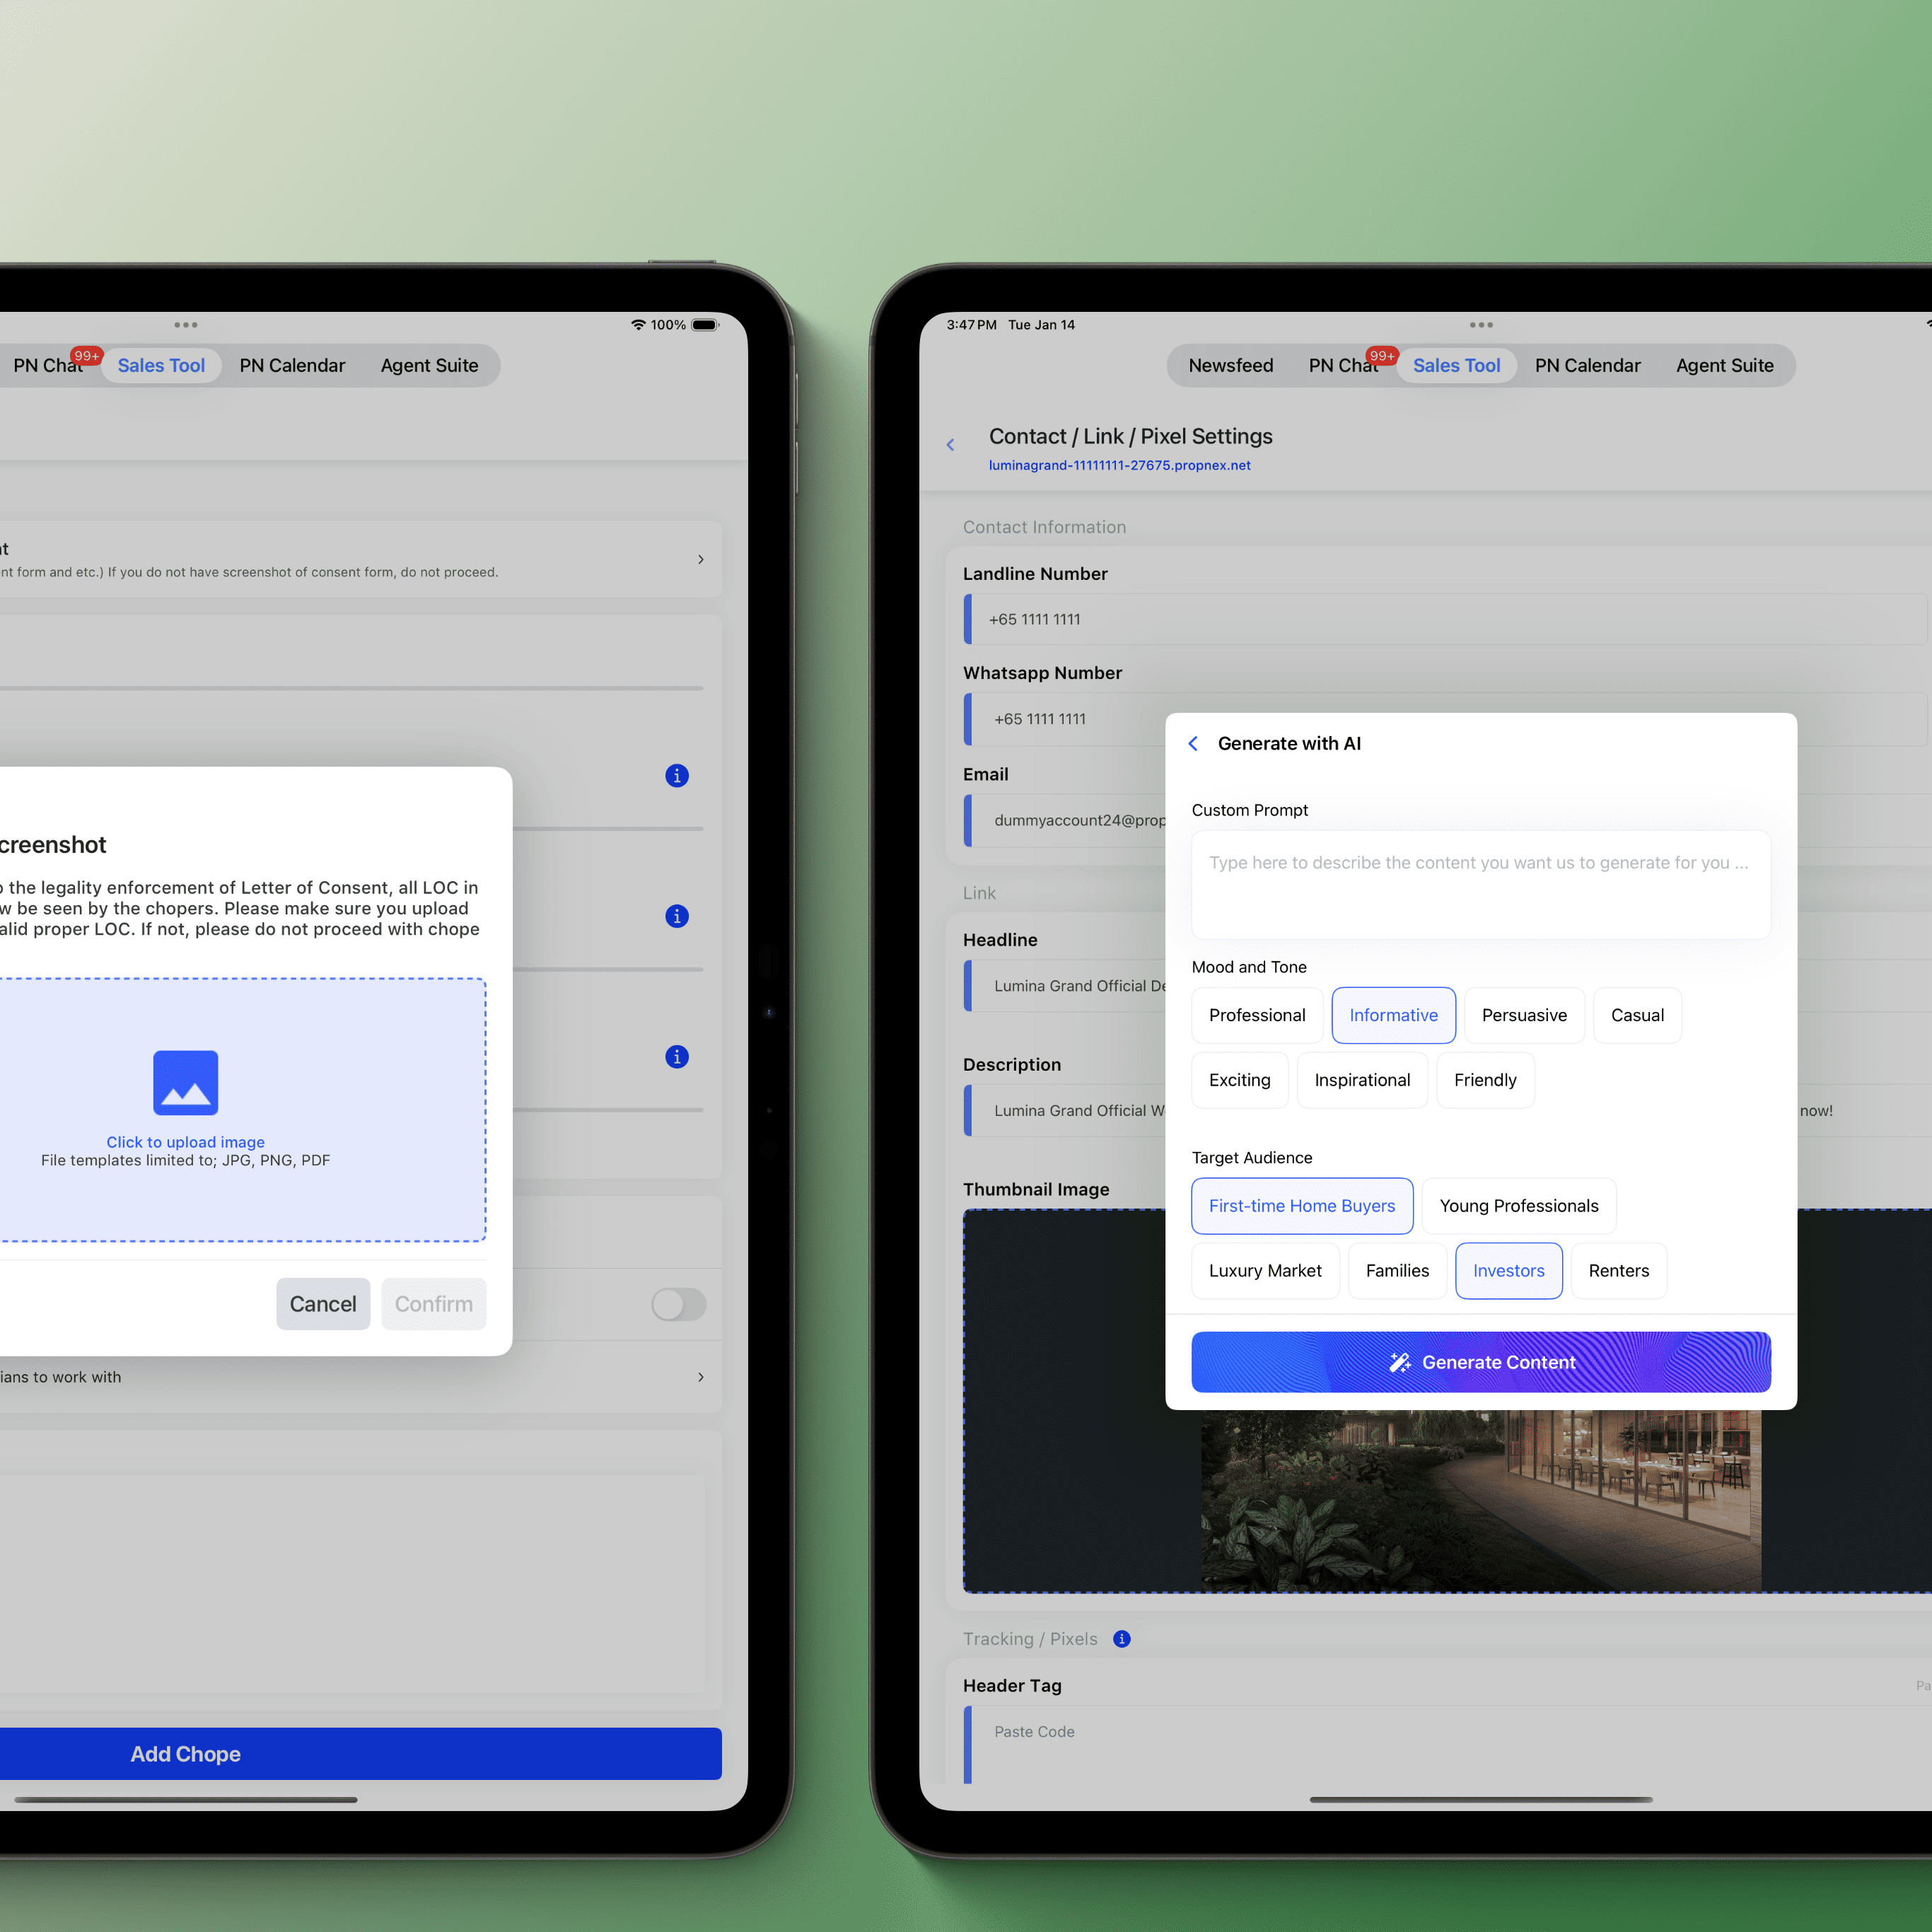 100%
PN Chat
99+
Sales Tool
PN Calendar
Agent Suite
nt form and etc.) If you do not have screenshot of consent form, do not proceed.
creenshot
the legality enforcement of Letter of Consent, all LOC in
w be seen by the chopers. Please make sure you upload
alid proper LOC. If not, please do not proceed with chope
Click to upload image
File templates limited to; JPG, PNG, PDF
Cancel
Confirm
ians to work with
Add Chope
3:47 PM Tue Jan 14
Newsfeed
PN Chat
99+
Sales Tool
PN Calendar
Agent Suite
Contact / Link / Pixel Settings
luminagrand-11111111-27675.propnex.net
Contact Information
Landline Number
+65 1111 1111
Whatsapp Number
+65 1111 1111
Email
dummyaccount24@prop
Link
Headline
Lumina Grand Official De
Description
Lumina Grand Official W
now!
Thumbnail Image
Generate with AI
Custom Prompt
Type here to describe the content you want us to generate for you ...
Mood and Tone
Professional
Informative
Persuasive
Casual
Exciting
Inspirational
Friendly
Target Audience
First-time Home Buyers
Young Professionals
Luxury Market
Families
Investors
Renters
Generate Content
Tracking / Pixels
Header Tag
Pa
Paste Code